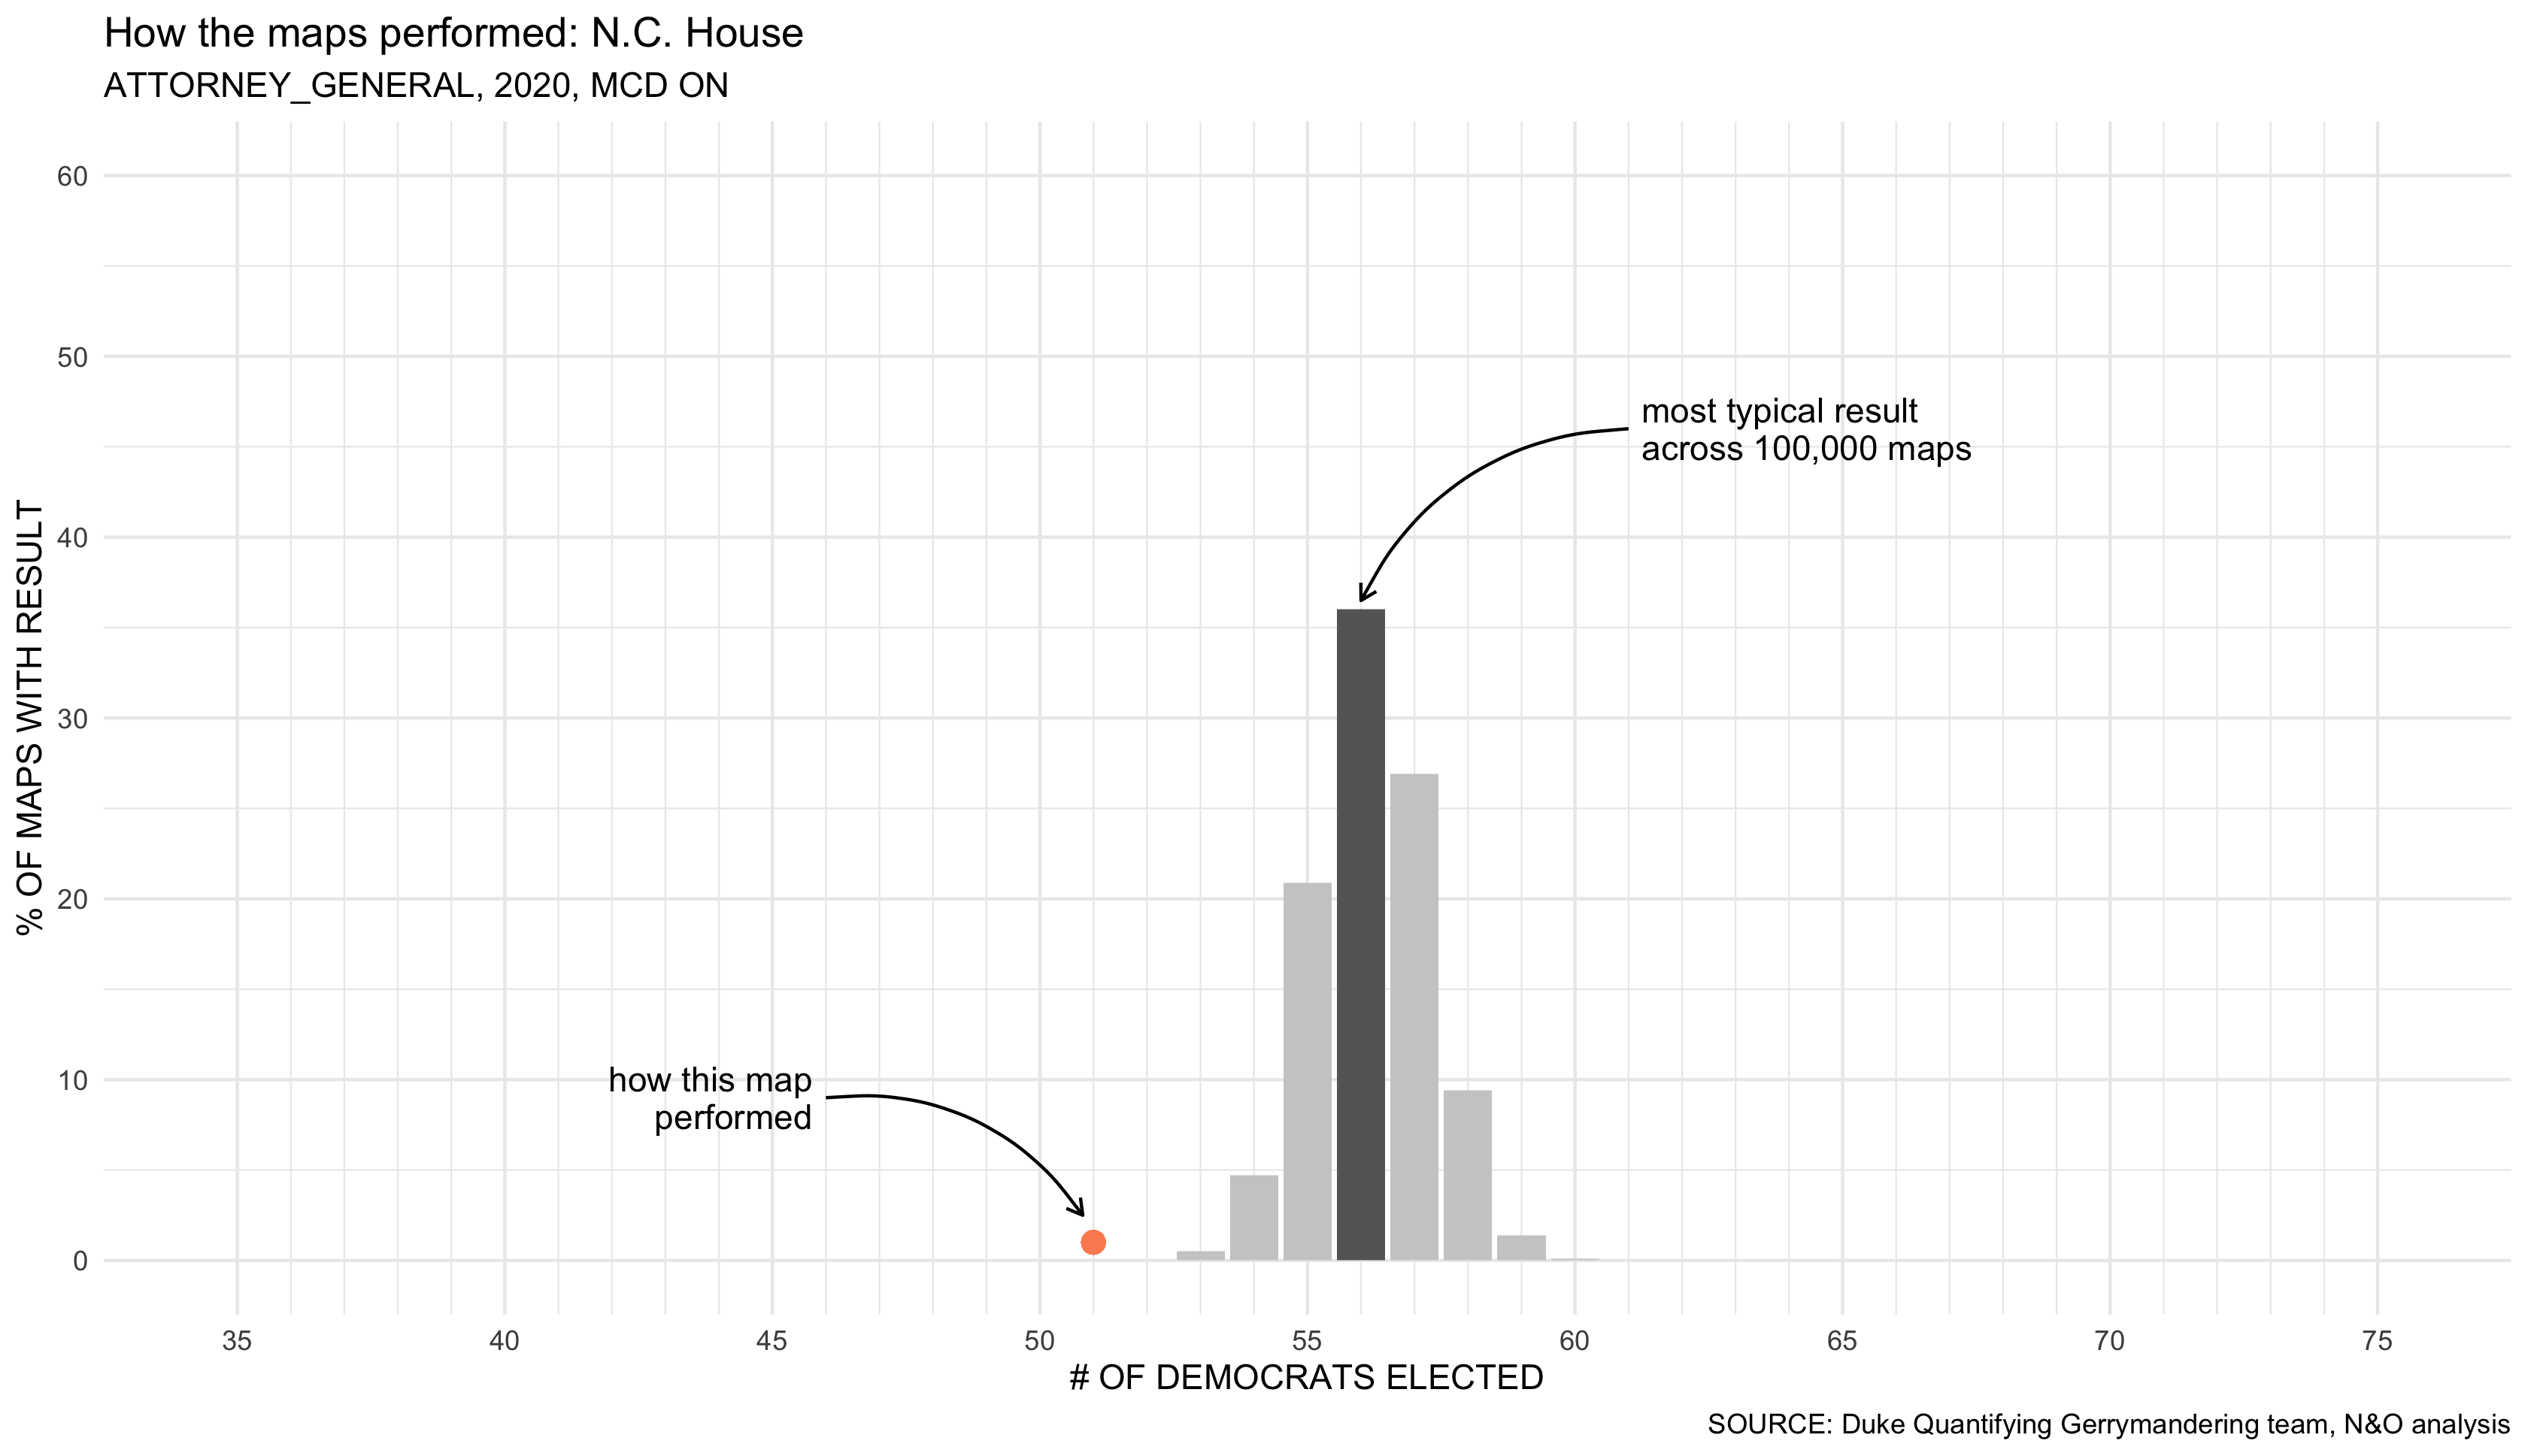 How the maps performed: N.C. House
ATTORNEY_GENERAL, 2020, MCD ON
% OF MAPS WITH RESULT
60
50
40
30
20
10
0
most typical result
across 100,000 maps
how this map
performed
35
40
45
50
55
60
65
70
75
# OF DEMOCRATS ELECTED
SOURCE: Duke Quantifying Gerrymandering team, N&O analysis